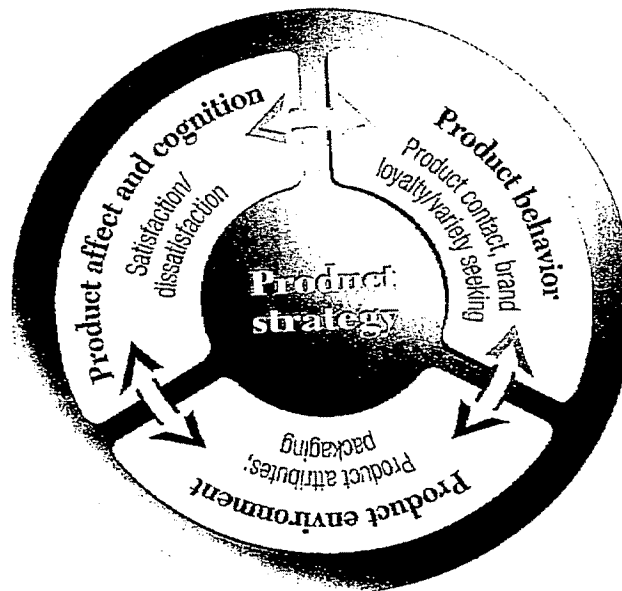 Product affect and cognition
Satisfaction/
dissatisfaction
Product behavior
Product contact, brand
loyalty/variety seeking
Product
strategy
Product attributes;
packaging
Product environment